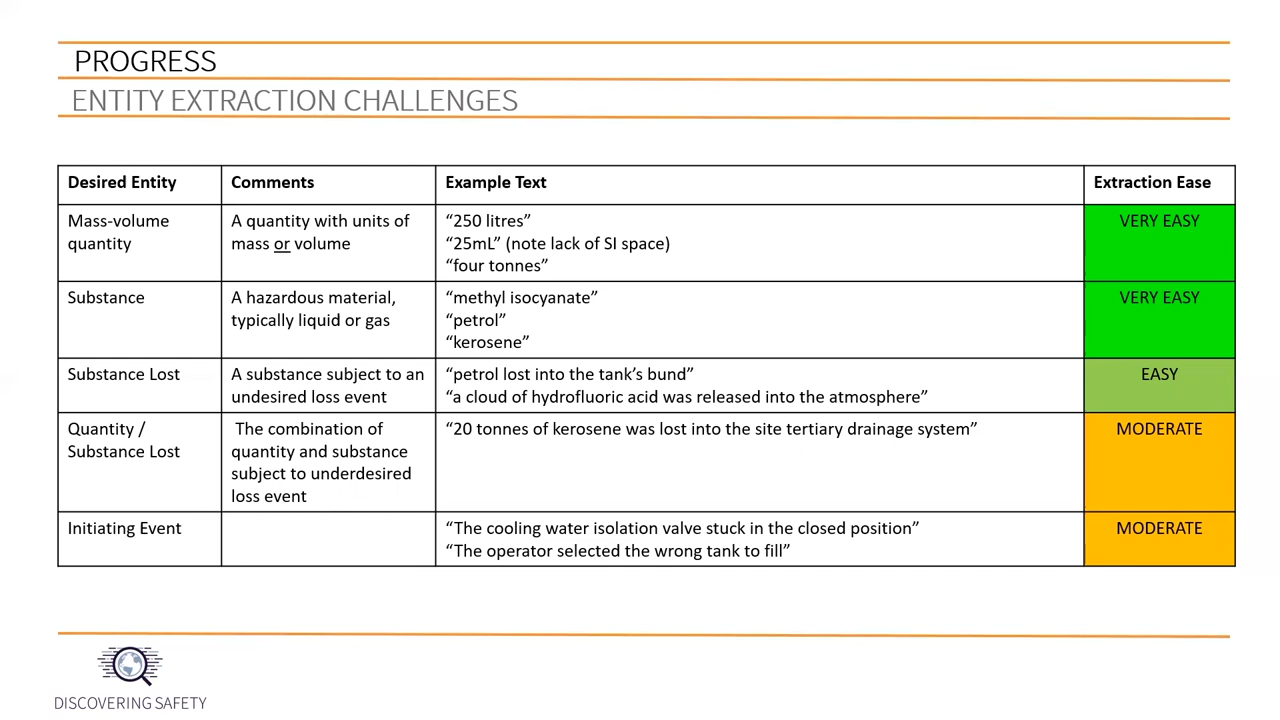 PROGRESS
ENTITY EXTRACTION CHALLENGES
Desired Entity Comments Example Text Extraction Ease
Mass-volume quantity
A quantity with units of mass or volume
“250 litres”
“25mL” (note lack of SI space)
“four tonnes”
VERY EASY
Substance
A hazardous material, typically liquid or gas
“methyl isocyanate”
“petrol”
“kerosene”
VERY EASY
Substance Lost
A substance subject to an undesired loss event
“petrol lost into the tank’s bund”
“a cloud of hydrofluoric acid was released into the atmosphere”
EASY
Quantity / Substance Lost
The combination of quantity and substance subject to underdesired loss event
“20 tonnes of kerosene was lost into the site tertiary drainage system”
MODERATE
Initiating Event
“The cooling water isolation valve stuck in the closed position”
“The operator selected the wrong tank to fill”
MODERATE
DISCOVERING SAFETY